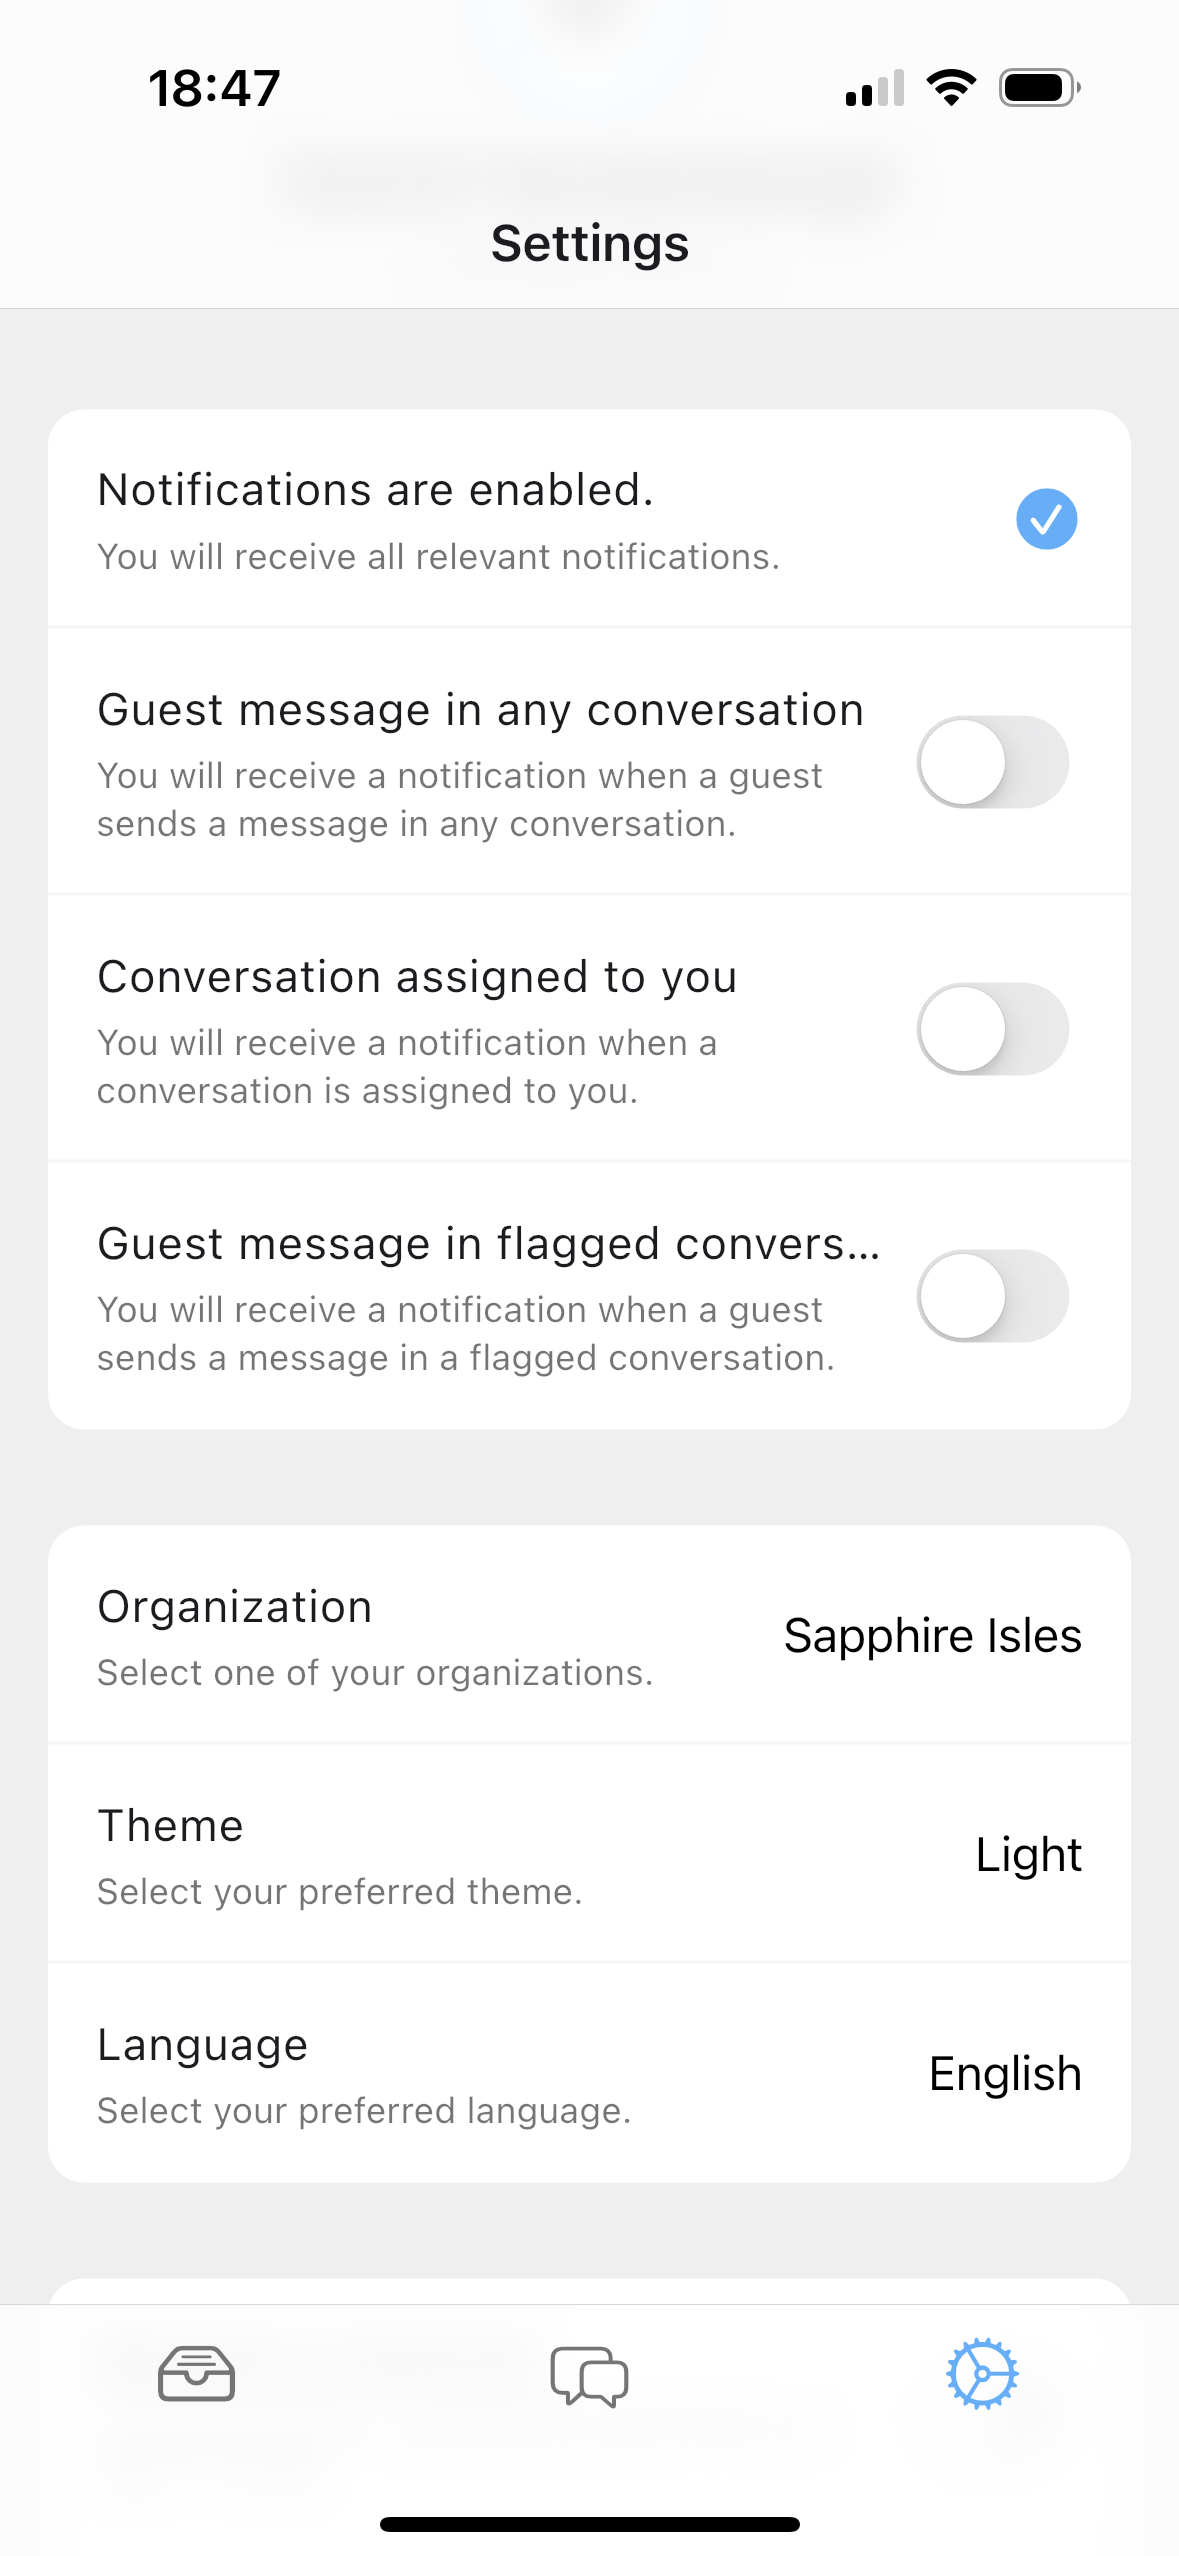 18:47
Settings
Notifications are enabled.
You will receive all relevant notifications.
Guest message in any conversation
You will receive a notification when a guest
sends a message in any conversation.
Conversation assigned to you
You will receive a notification when a
conversation is assigned to you.
Guest message in flagged convers...
You will receive a notification when a guest
sends a message in a flagged conversation.
Organization
Select one of your organizations.
Sapphire Isles
Theme
Select your preferred theme.
Light
Language
Select your preferred language.
English